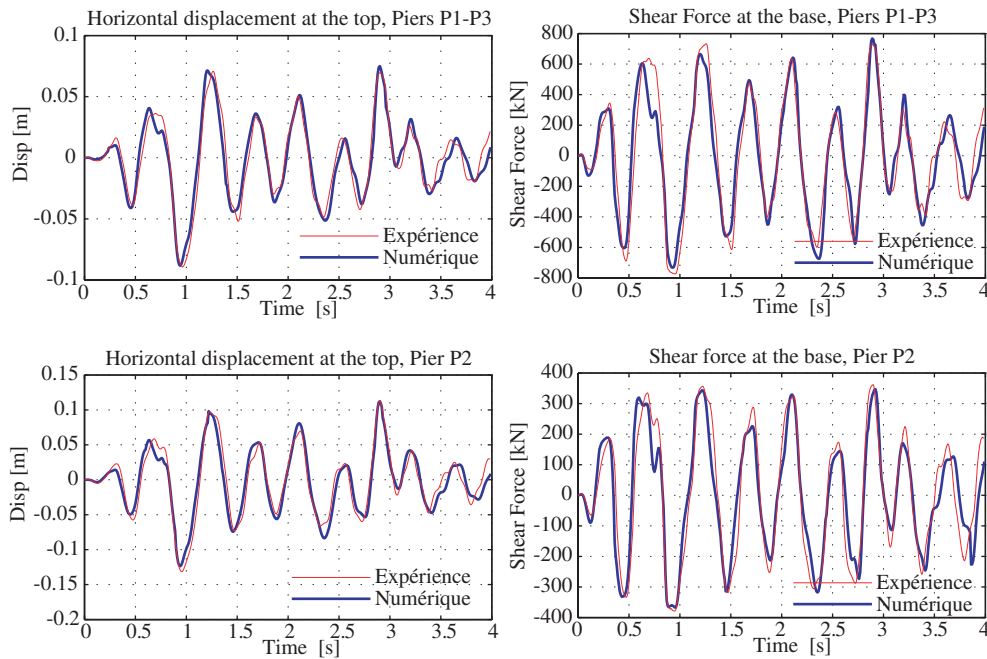 Horizontal displacement at the top, Piers P1-P3
0.1
0.05
0
-0.05
-0.1
Disp [m]
Expérience
Numérique
0 0.5 1 1.5 2 2.5 3 3.5 4
Time [s]
Shear Force at the base, Piers P1-P3
800
600
400
200
0
-200
-400
-600
-800
Shear Force [kN]
Expérience
Numérique
0 0.5 1 1.5 2 2.5 3 3.5 4
Time [s]
Horizontal displacement at the top, Pier P2
0.15
0.1
0.05
0
-0.05
-0.1
-0.15
-0.2
Disp [m]
Expérience
Numérique
0 0.5 1 1.5 2 2.5 3 3.5 4
Time [s]
Shear force at the base, Pier P2
400
300
200
100
0
-100
-200
-300
-400
Shear Force [kN]
Expérience
Numérique
0 0.5 1 1.5 2 2.5 3 3.5 4
Time [s]